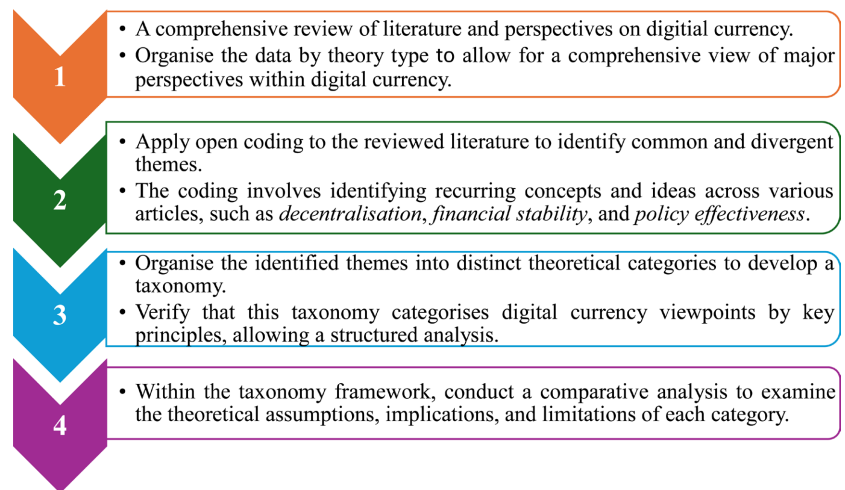 1
• A comprehensive review of literature and perspectives on digitial currency.
• Organise the data by theory type to allow for a comprehensive view of major
perspectives within digital currency.
2
• Apply open coding to the reviewed literature to identify common and divergent
themes.
• The coding involves identifying recurring concepts and ideas across various
articles, such as decentralisation, financial stability, and policy effectiveness.
3
• Organise the identified themes into distinct theoretical categories to develop a
taxonomy.
• Verify that this taxonomy categorises digital currency viewpoints by key
principles, allowing a structured analysis.
4
• Within the taxonomy framework, conduct a comparative analysis to examine
the theoretical assumptions, implications, and limitations of each category.